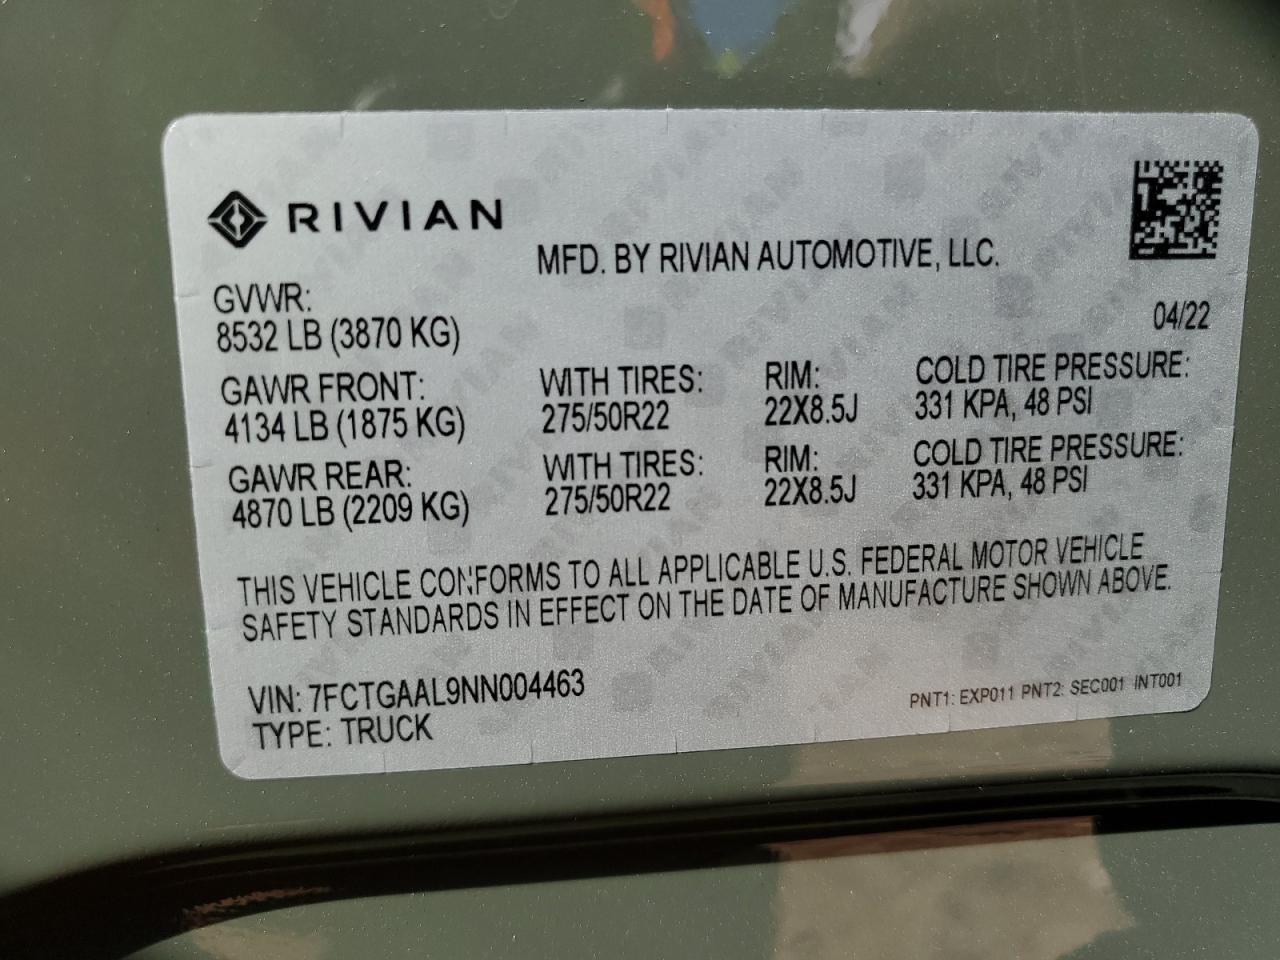 RIVIAN
MFD. BY RIVIAN AUTOMOTIVE, LLC.
GVWR:
8532 LB (3870 KG)
04/22
GAWR FRONT: WITH TIRES: RIM: COLD TIRE PRESSURE:
4134 LB (1875 KG) 275/50R22 22X8.5J 331 KPA, 48 PSI
GAWR REAR: WITH TIRES: RIM: COLD TIRE PRESSURE:
4870 LB (2209 KG) 275/50R22 22X8.5J 331 KPA, 48 PSI
THIS VEHICLE CONFORMS TO ALL APPLICABLE U.S. FEDERAL MOTOR VEHICLE
SAFETY STANDARDS IN EFFECT ON THE DATE OF MANUFACTURE SHOWN ABOVE.
VIN: 7FCTGAAL9NN004463
PNT1: EXP011 PNT2: SEC001 INT001
TYPE: TRUCK